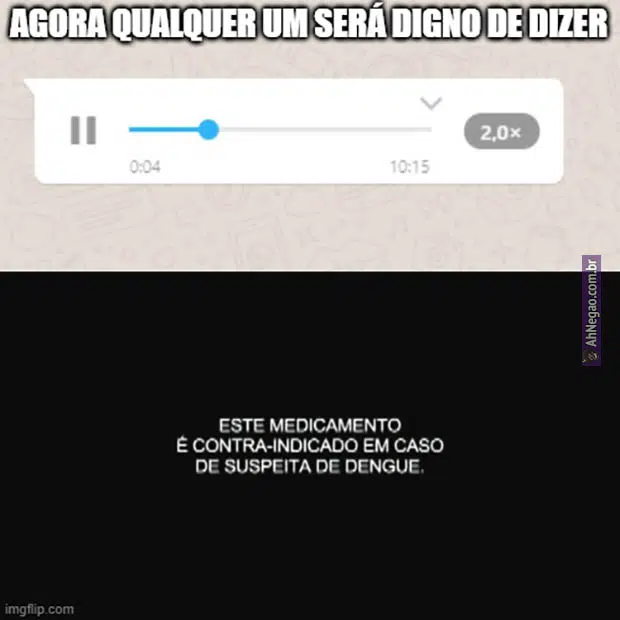 AGORA QUALQUER UM SERÁ DIGNO DE DIZER
2,0×
0:04 10:15
AhNegao.com.br
ESTE MEDICAMENTO
É CONTRA-INDICADO EM CASO
DE SUSPEITA DE DENGUE.
imgflip.com